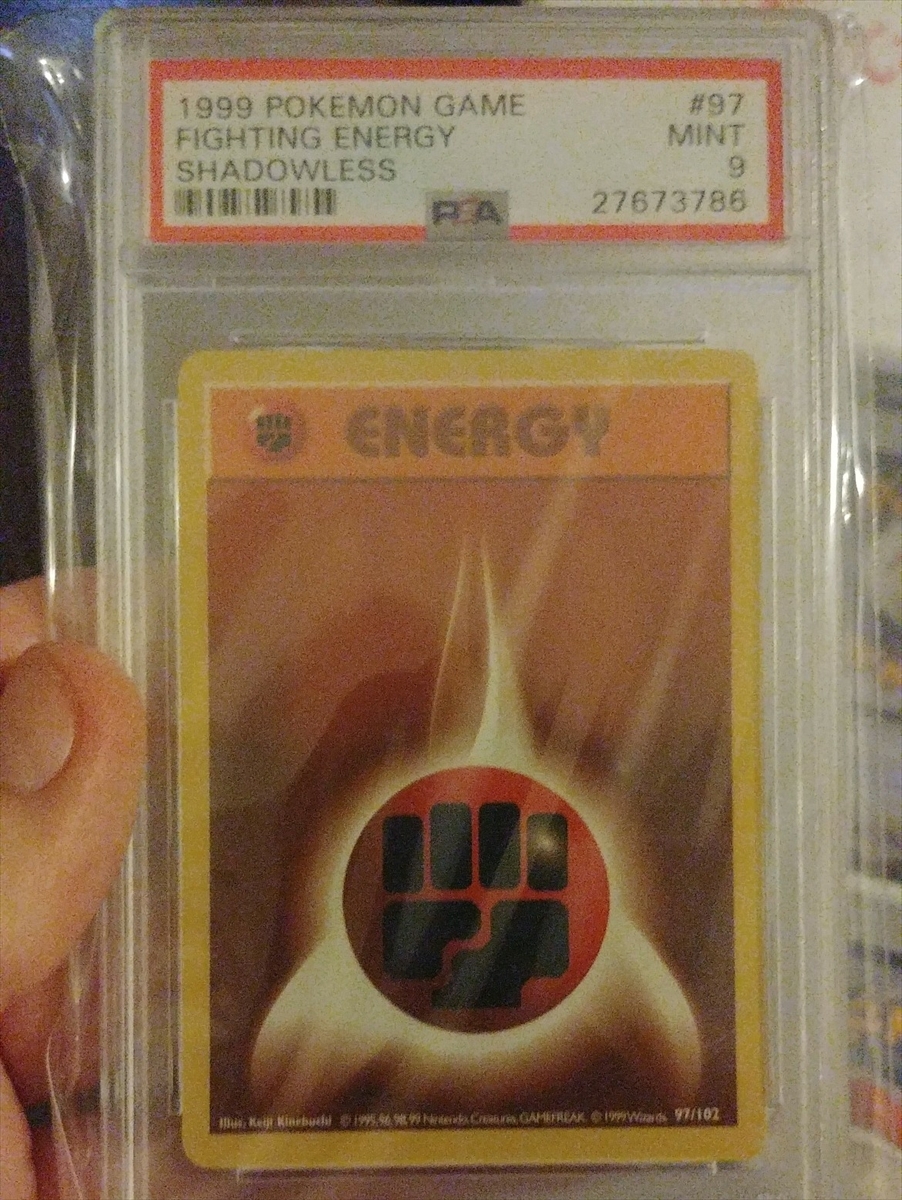 1999 POKEMON GAME #97
FIGHTING ENERGY MINT
SHADOWLESS 9
PSA 27673786
ENERGY
Illus. Keiji Kinebuchi © 1995, 96, 98, 99 Nintendo, Creatures, GAMEFREAK. © 1999 Wizards. 97/102